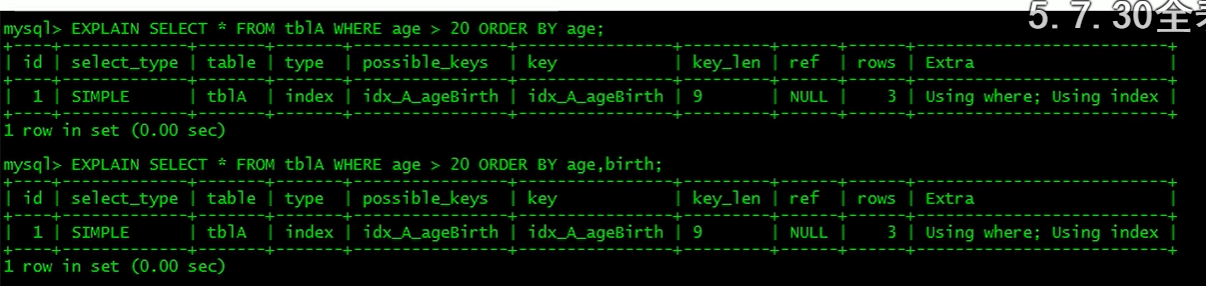 5.7.30全
mysql> EXPLAIN SELECT * FROM tblA WHERE age > 20 ORDER BY age;
+----+-------------+-------+-------+----------------+----------------+---------+------+------+--------------------------+
| id | select_type | table | type | possible_keys | key | key_len | ref | rows | Extra |
+----+-------------+-------+-------+----------------+----------------+---------+------+------+--------------------------+
| 1 | SIMPLE | tblA | index | idx_A_ageBirth | idx_A_ageBirth | 9 | NULL | 3 | Using where; Using index |
+----+-------------+-------+-------+----------------+----------------+---------+------+------+--------------------------+
1 row in set (0.00 sec)
mysql> EXPLAIN SELECT * FROM tblA WHERE age > 20 ORDER BY age,birth;
+----+-------------+-------+-------+----------------+----------------+---------+------+------+--------------------------+
| id | select_type | table | type | possible_keys | key | key_len | ref | rows | Extra |
+----+-------------+-------+-------+----------------+----------------+---------+------+------+--------------------------+
| 1 | SIMPLE | tblA | index | idx_A_ageBirth | idx_A_ageBirth | 9 | NULL | 3 | Using where; Using index |
+----+-------------+-------+-------+----------------+----------------+---------+------+------+--------------------------+
1 row in set (0.00 sec)